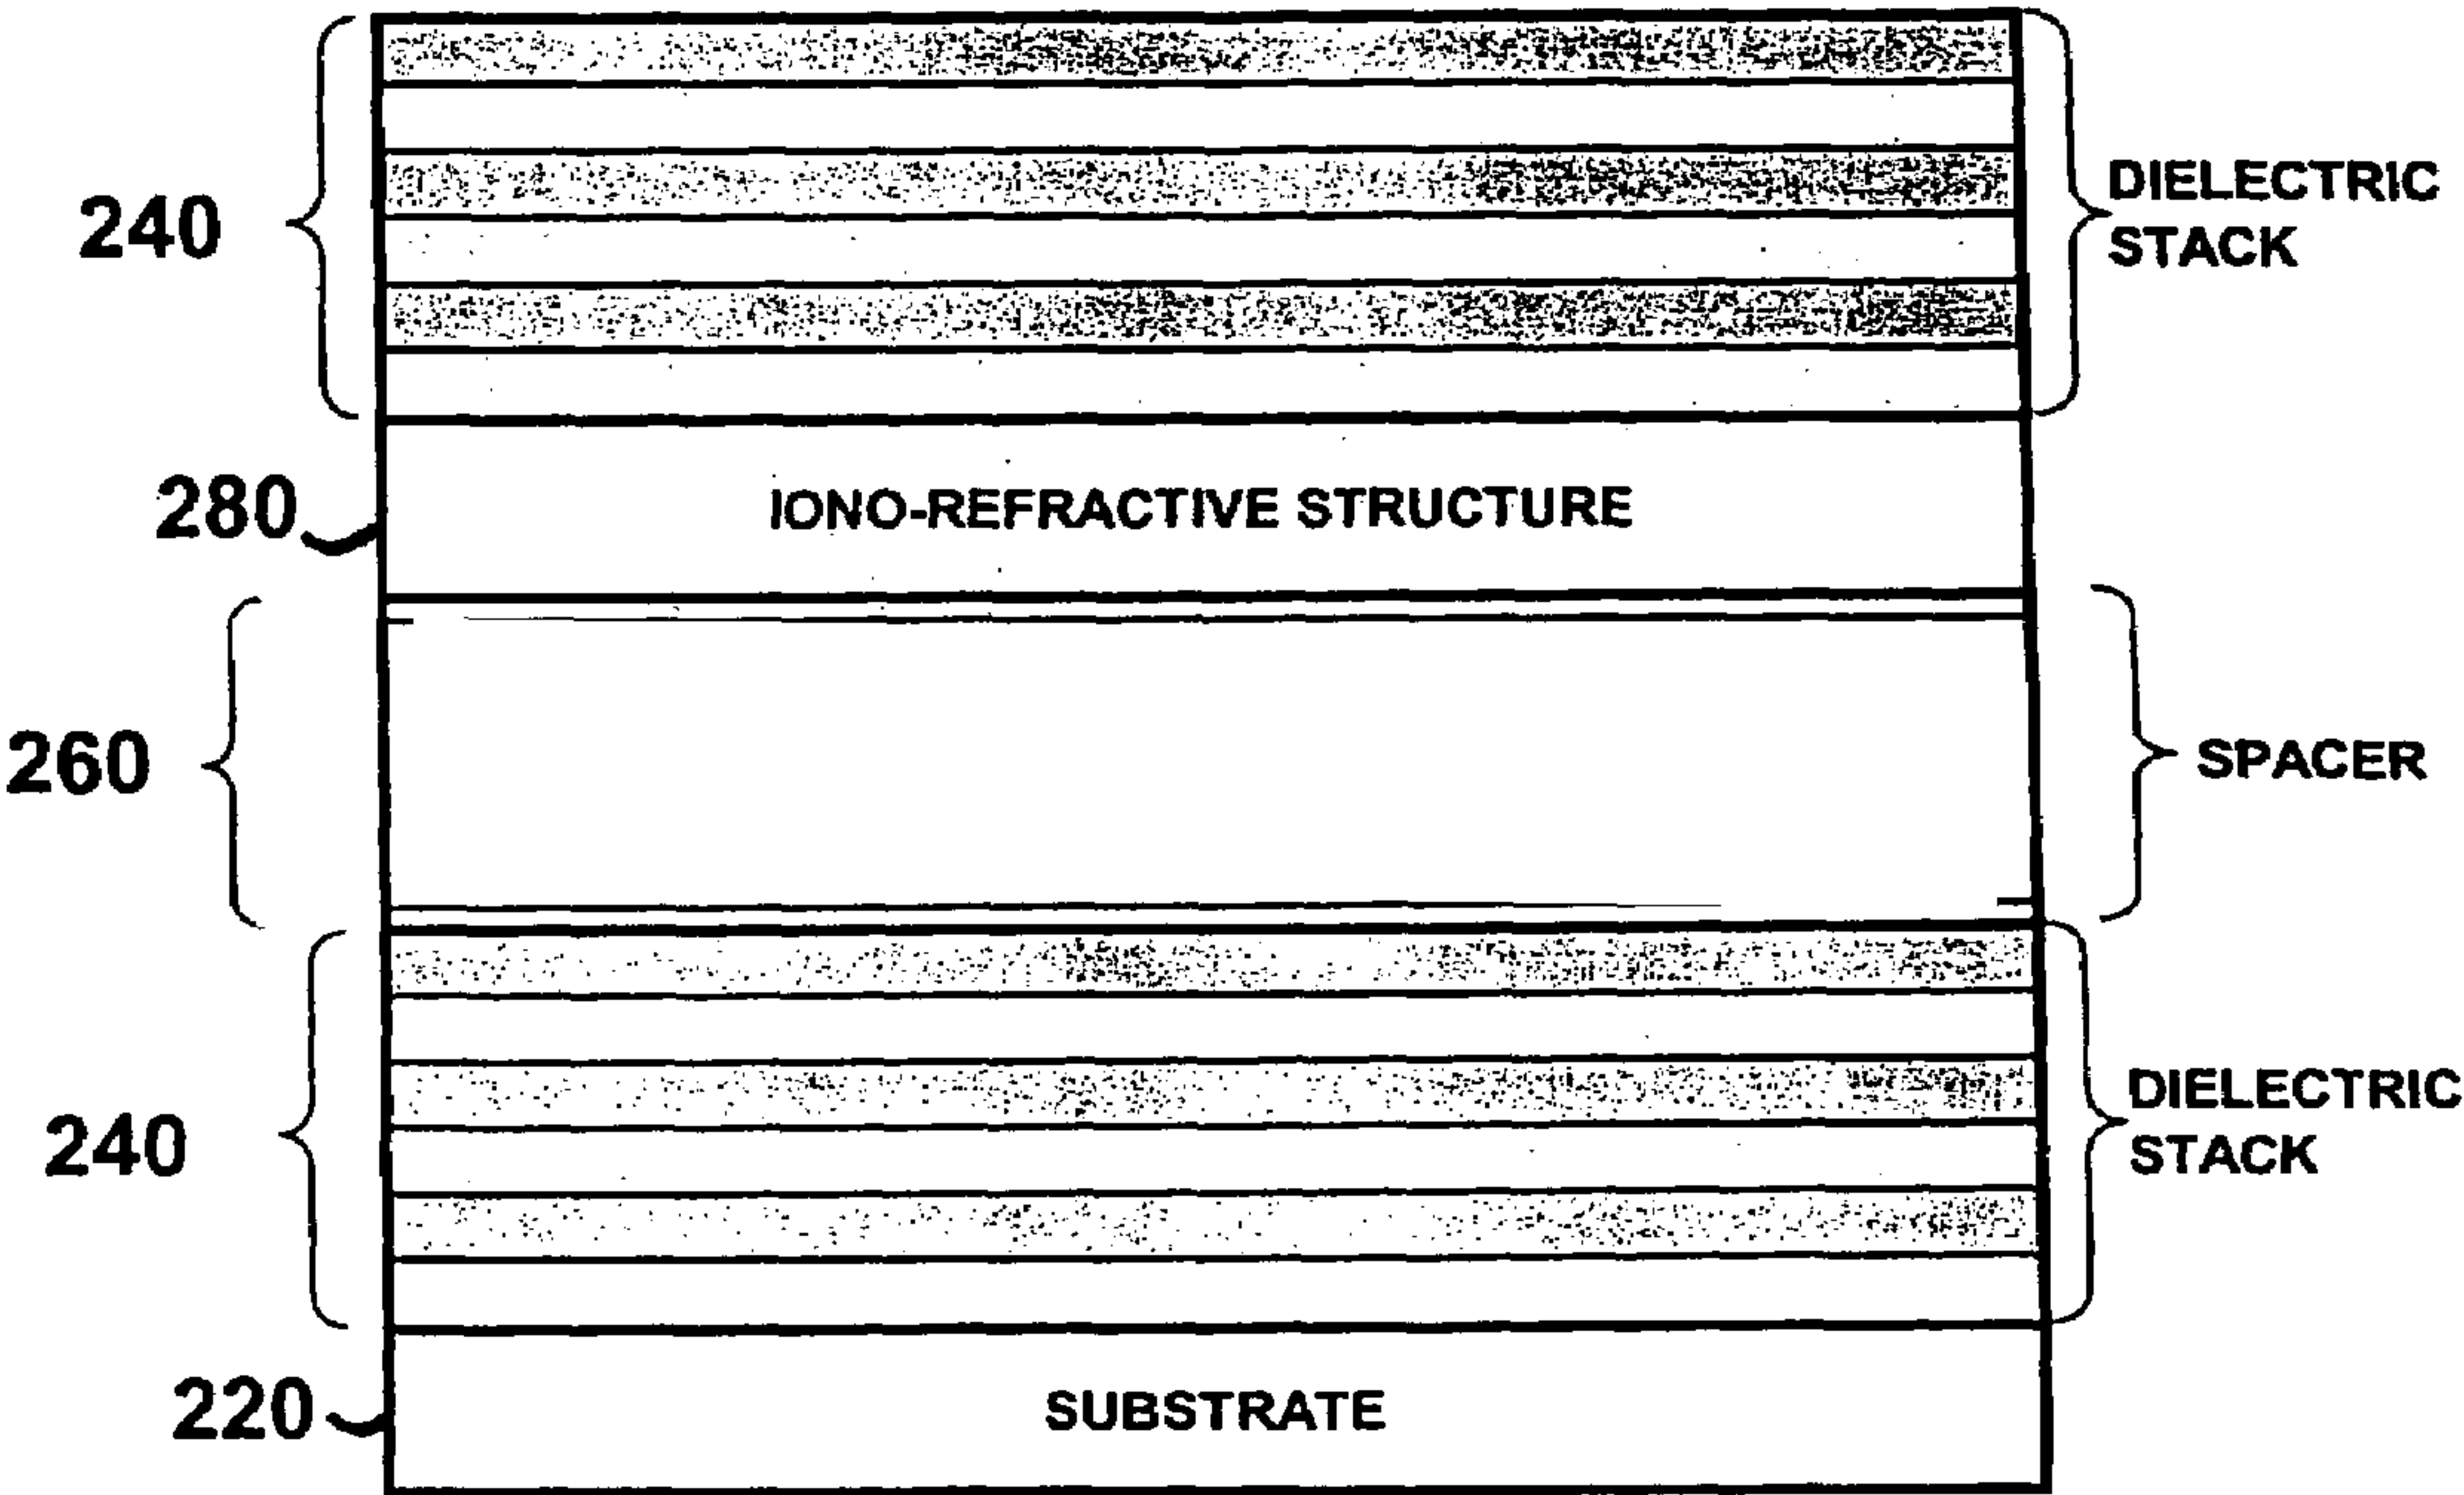 240
DIELECTRIC
STACK
280
IONO-REFRACTIVE STRUCTURE
260
SPACER
240
DIELECTRIC
STACK
220
SUBSTRATE